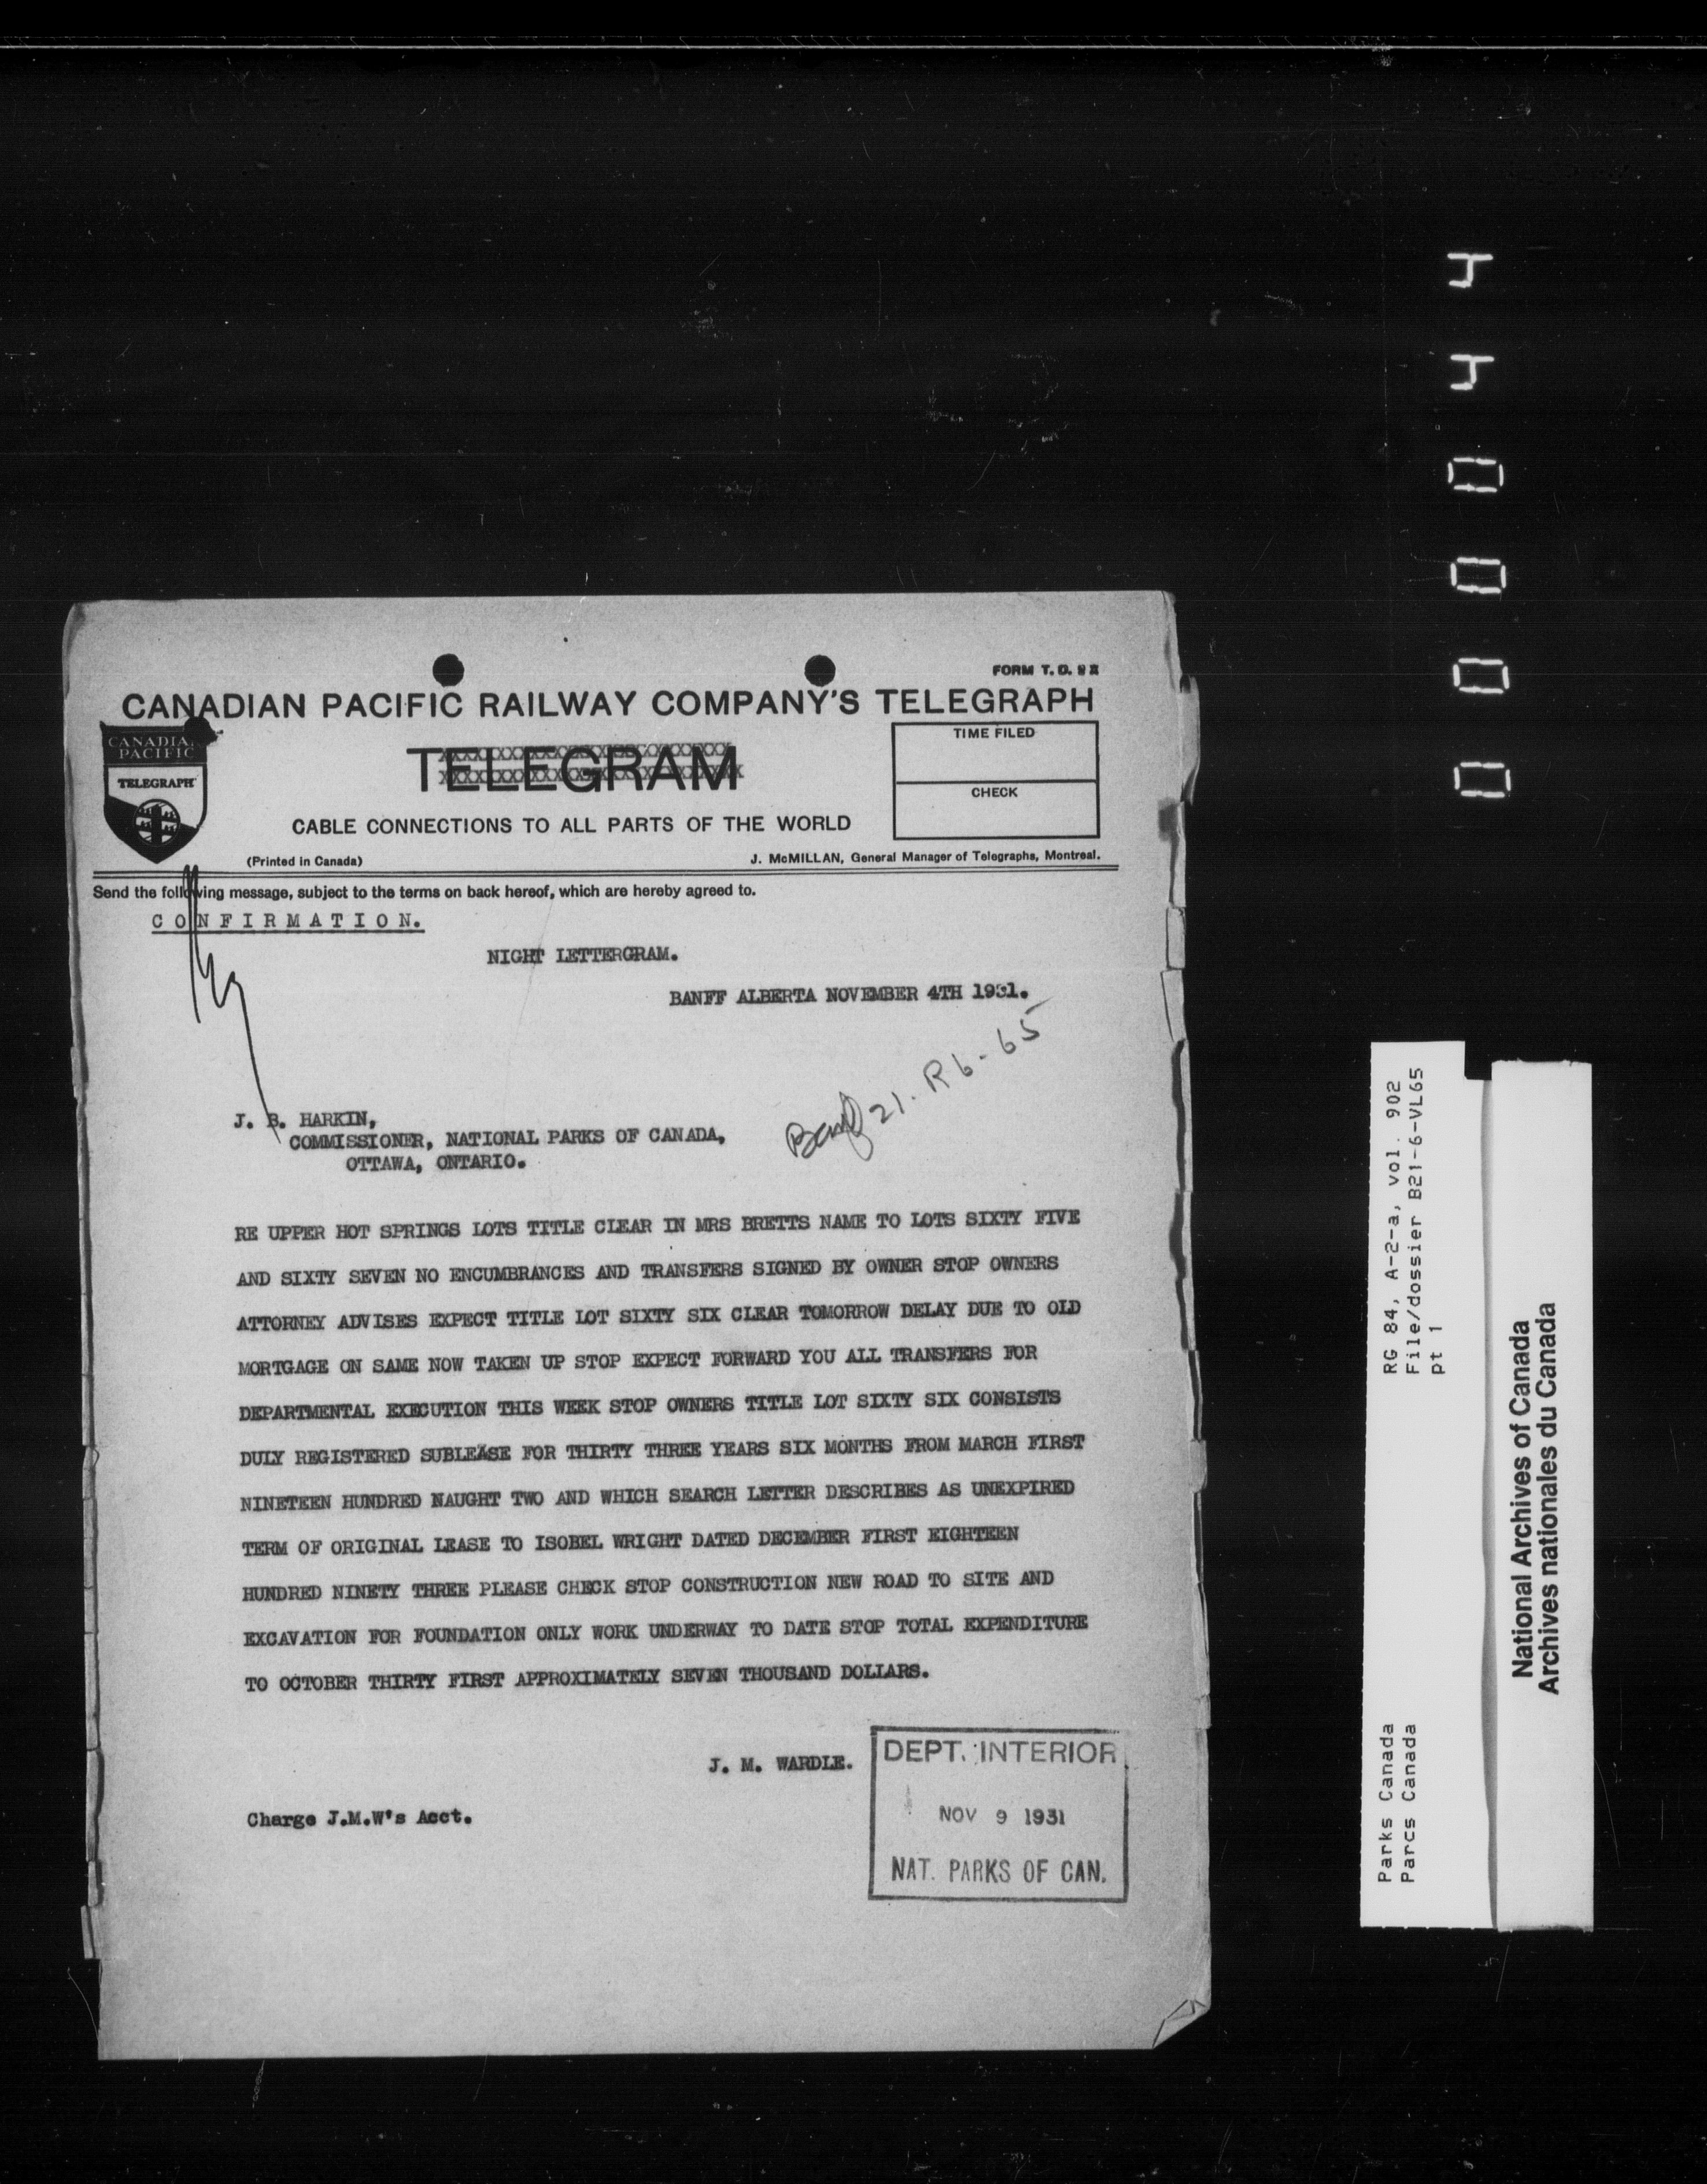 FORM T. D. 2 X
CANADIAN PACIFIC RAILWAY COMPANY'S TELEGRAPH
CANADIAN
PACIFIC
TELEGRAPH
TELEGRAM
TIME FILED
CHECK
CABLE CONNECTIONS TO ALL PARTS OF THE WORLD
(Printed in Canada)
J. McMILLAN, General Manager of Telegraphs, Montreal.
Send the following message, subject to the terms on back hereof, which are hereby agreed to.
CONFIRMATION.
NIGHT LETTERGRAM.
BANFF ALBERTA NOVEMBER 4TH 1931.
Banff 21. R6-65
J. B. HARKIN,
COMMISSIONER, NATIONAL PARKS OF CANADA,
OTTAWA, ONTARIO.
RE UPPER HOT SPRINGS LOTS TITLE CLEAR IN MRS BRETTS NAME TO LOTS SIXTY FIVE
AND SIXTY SEVEN NO ENCUMBRANCES AND TRANSFERS SIGNED BY OWNER STOP OWNERS
ATTORNEY ADVISES EXPECT TITLE LOT SIXTY SIX CLEAR TOMORROW DELAY DUE TO OLD
MORTGAGE ON SAME NOW TAKEN UP STOP EXPECT FORWARD YOU ALL TRANSFERS FOR
DEPARTMENTAL EXECUTION THIS WEEK STOP OWNERS TITLE LOT SIXTY SIX CONSISTS
DULY REGISTERED SUBLEASE FOR THIRTY THREE YEARS SIX MONTHS FROM MARCH FIRST
NINETEEN HUNDRED NAUGHT TWO AND WHICH SEARCH LETTER DESCRIBES AS UNEXPIRED
TERM OF ORIGINAL LEASE TO ISOBEL WRIGHT DATED DECEMBER FIRST EIGHTEEN
HUNDRED NINETY THREE PLEASE CHECK STOP CONSTRUCTION NEW ROAD TO SITE AND
EXCAVATION FOR FOUNDATION ONLY WORK UNDERWAY TO DATE STOP TOTAL EXPENDITURE
TO OCTOBER THIRTY FIRST APPROXIMATELY SEVEN THOUSAND DOLLARS.
J. M. WARDLE.
Charge J.M.W's Acct.
DEPT. INTERIOR
NOV 9 1931
NAT. PARKS OF CAN.
Parks Canada
Parcs Canada
RG 84, A-2-a, vol. 902
File/dossier B21-6-VL65
pt 1
National Archives of Canada
Archives nationales du Canada